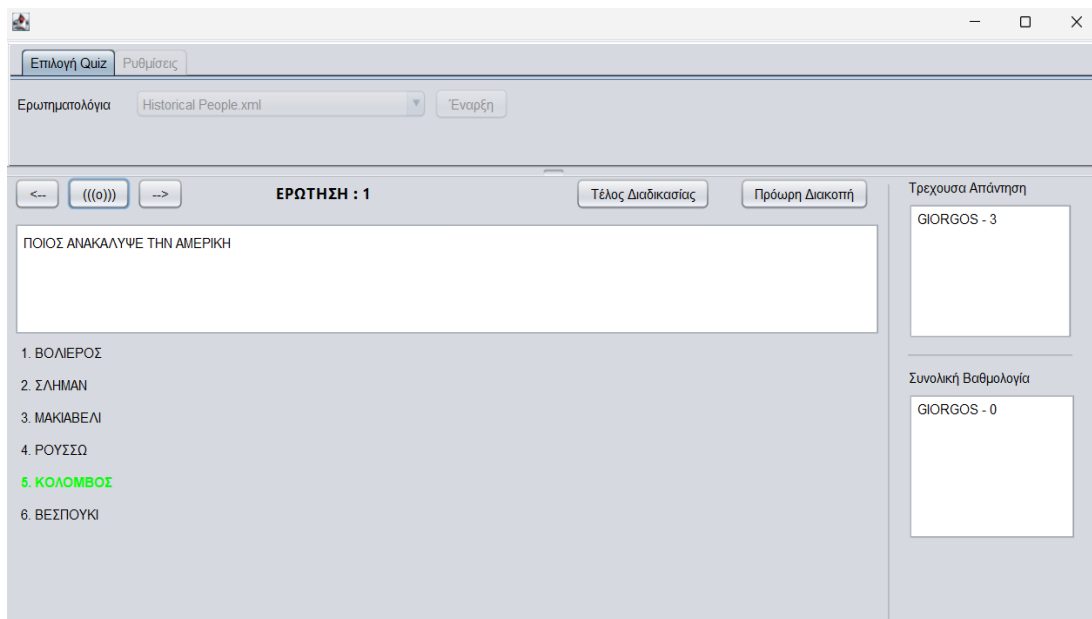 Επιλογή Quiz Ρυθμίσεις
Ερωτηματολόγια Historical People.xml Έναρξη
<-- (((o))) --> ΕΡΩΤΗΣΗ : 1 Τέλος Διαδικασίας Πρόωρη Διακοπή
ΠΟΙΟΣ ΑΝΑΚΑΛΥΨΕ ΤΗΝ ΑΜΕΡΙΚΗ
1. ΒΟΛΙΕΡΟΣ
2. ΣΛΗΜΑΝ
3. ΜΑΚΙΑΒΕΛΙ
4. ΡΟΥΣΣΩ
5. ΚΟΛΟΜΒΟΣ
6. ΒΕΣΠΟΥΚΙ
Τρεχουσα Απάντηση
GIORGOS - 3
Συνολική Βαθμολογία
GIORGOS - 0